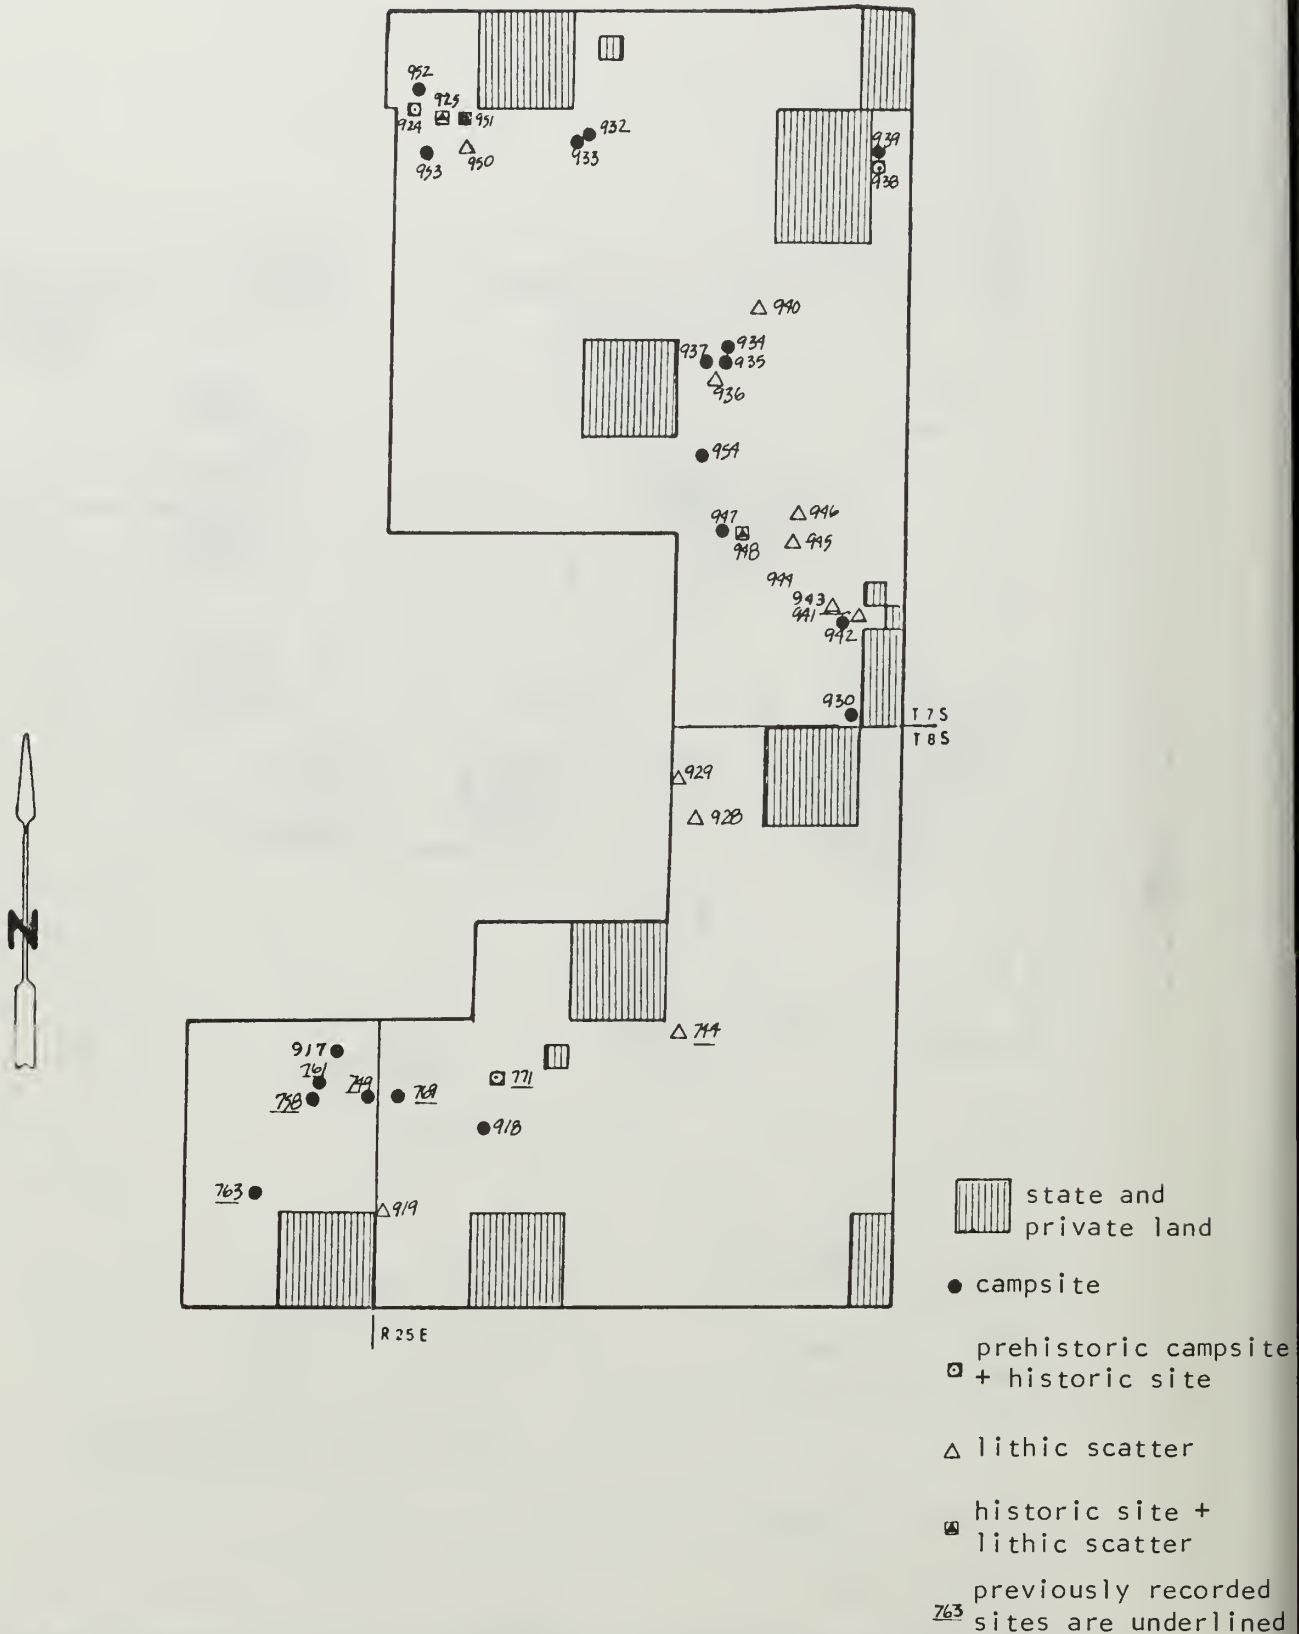 952
925
924
951
953
950
932
933
939
938
940
934
937
935
936
954
947
946
948
945
944
943
941
942
930
T 7 S
T 8 S
929
928
N
744
917
761
749
769
771
758
918
763
919
R 25 E
state and
private land
campsite
prehistoric campsite
+ historic site
lithic scatter
historic site +
lithic scatter
763 previously recorded
sites are underlined